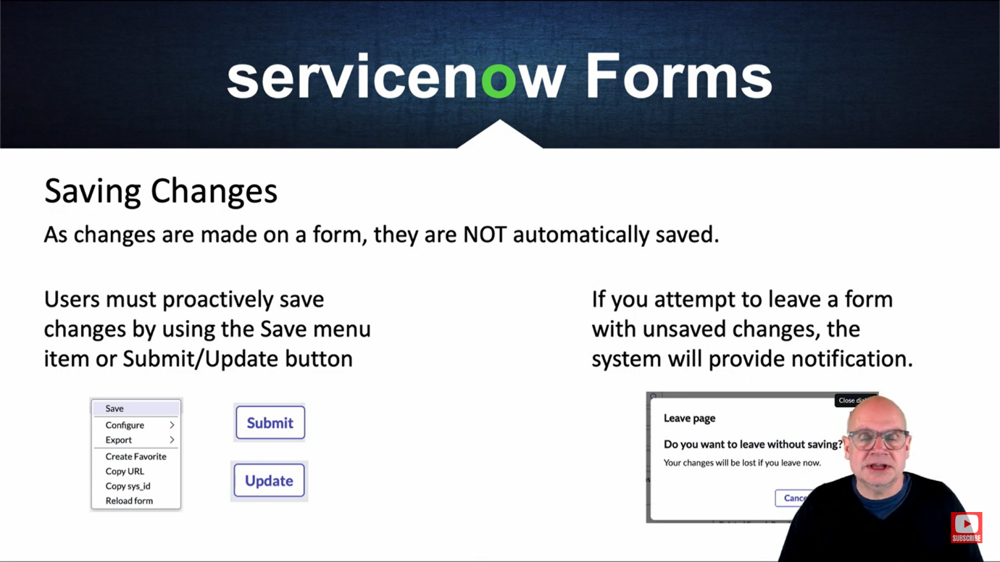 servicenow Forms
Saving Changes
As changes are made on a form, they are NOT automatically saved.
Users must proactively save
changes by using the Save menu
item or Submit/Update button
If you attempt to leave a form
with unsaved changes, the
system will provide notification.
Save
Configure
Export
Create Favorite
Copy URL
Copy sys_id
Reload form
Submit
Update
Close
Leave page
Do you want to leave without saving?
Your changes will be lost if you leave now.
SUBSCRIBE